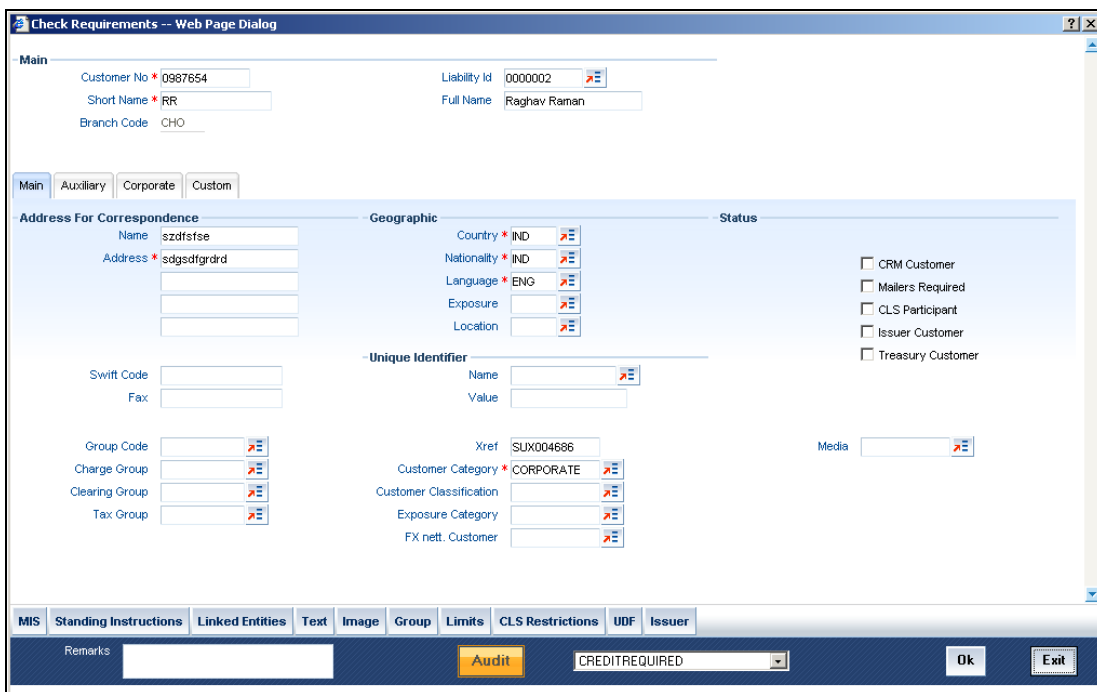 Check Requirements -- Web Page Dialog
Main
Customer No * 0987654 Liability Id 0000002
Short Name * RR Full Name Raghav Raman
Branch Code CHO
Main Auxiliary Corporate Custom
Address For Correspondence Geographic Status
Name szdfsfse Country * IND
Address * sdgsdfgrdrd Nationality * IND CRM Customer
Language * ENG Mailers Required
Exposure CLS Participant
Location Issuer Customer
Unique Identifier Treasury Customer
Swift Code Name
Fax Value
Group Code Xref SUX004686 Media
Charge Group Customer Category * CORPORATE
Clearing Group Customer Classification
Tax Group Exposure Category
FX nett. Customer
MIS Standing Instructions Linked Entities Text Image Group Limits CLS Restrictions UDF Issuer
Remarks Audit CREDITREQUIRED Ok Exit